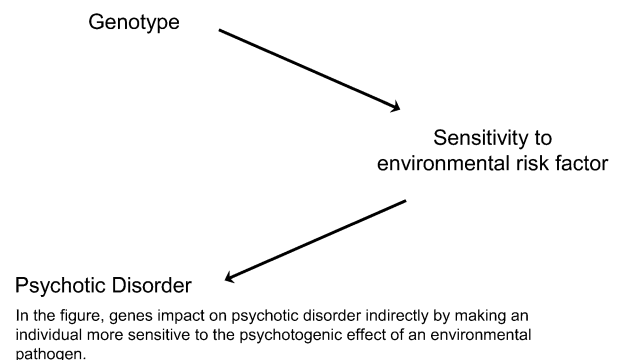 Genotype
Sensitivity to
environmental risk factor
Psychotic Disorder
In the figure, genes impact on psychotic disorder indirectly by making an
individual more sensitive to the psychotogenic effect of an environmental
pathogen.